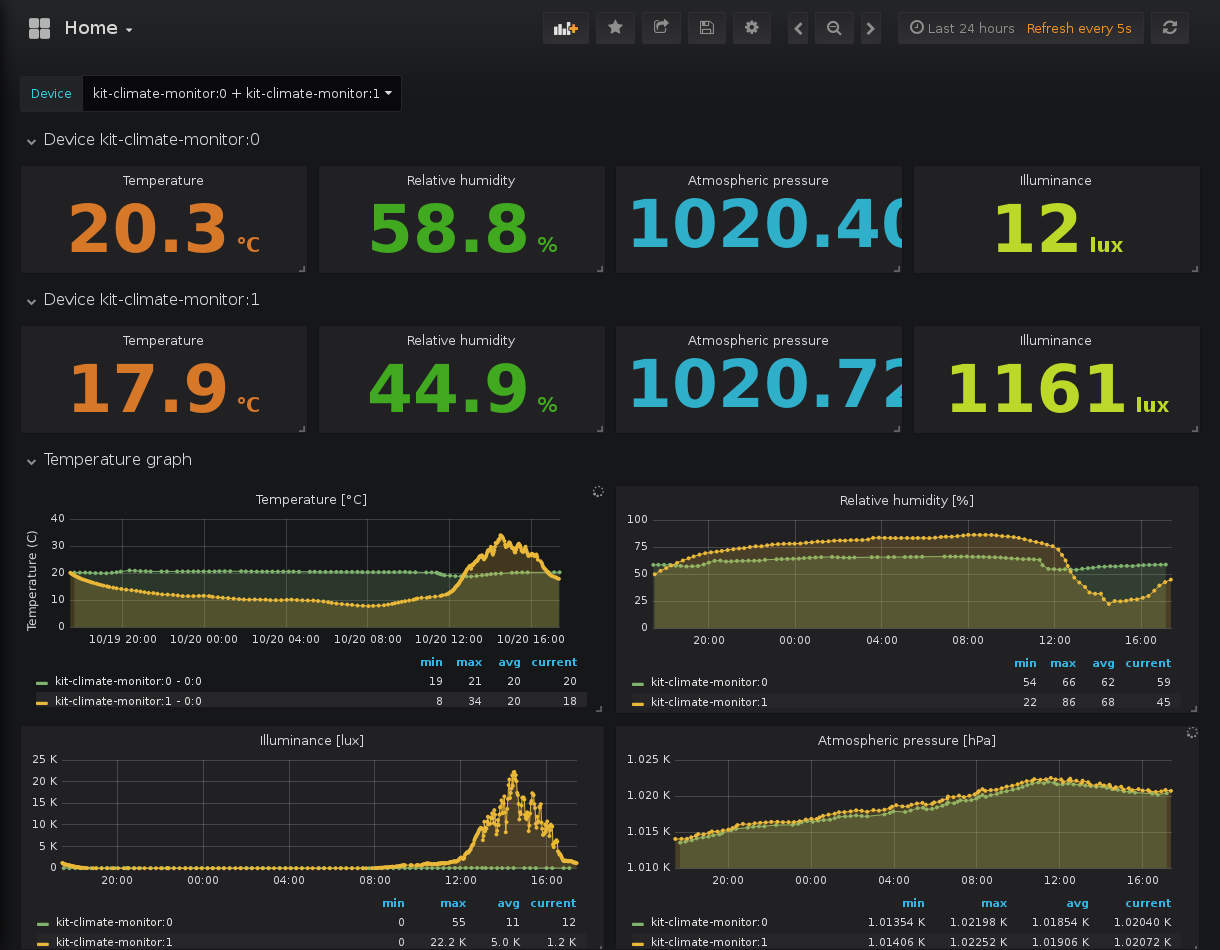 Home
Last 24 hours Refresh every 5s
Device kit-climate-monitor:0 + kit-climate-monitor:1
Device kit-climate-monitor:0
Temperature Relative humidity Atmospheric pressure Illuminance
20.3 °C 58.8 % 1020.40 12 lux
Device kit-climate-monitor:1
Temperature Relative humidity Atmospheric pressure Illuminance
17.9 °C 44.9 % 1020.72 1161 lux
Temperature graph
Temperature [°C]
Temperature (C)
40
30
20
10
0
10/19 20:00 10/20 00:00 10/20 04:00 10/20 08:00 10/20 12:00 10/20 16:00
min max avg current
kit-climate-monitor:0 - 0:0 19 21 20 20
kit-climate-monitor:1 - 0:0 8 34 20 18
Relative humidity [%]
100
75
50
25
0
20:00 00:00 04:00 08:00 12:00 16:00
min max avg current
kit-climate-monitor:0 54 66 62 59
kit-climate-monitor:1 22 86 68 45
Illuminance [lux]
25 K
20 K
15 K
10 K
5 K
0
20:00 00:00 04:00 08:00 12:00 16:00
min max avg current
kit-climate-monitor:0 0 55 11 12
kit-climate-monitor:1 0 22.2 K 5.0 K 1.2 K
Atmospheric pressure [hPa]
1.025 K
1.020 K
1.015 K
1.010 K
20:00 00:00 04:00 08:00 12:00 16:00
min max avg current
kit-climate-monitor:0 1.01354 K 1.02198 K 1.01854 K 1.02040 K
kit-climate-monitor:1 1.01406 K 1.02252 K 1.01906 K 1.02072 K